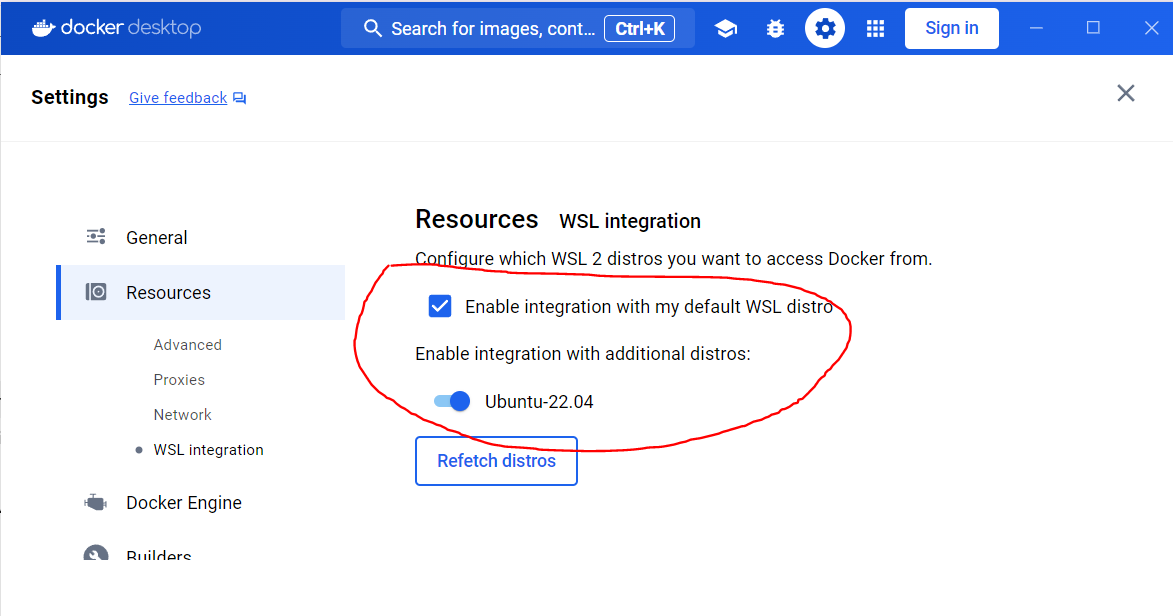 docker desktop
Search for images, cont... Ctrl+K
Sign in
Settings Give feedback
General
Resources
Advanced
Proxies
Network
WSL integration
Docker Engine
Builders
Resources WSL integration
Configure which WSL 2 distros you want to access Docker from.
Enable integration with my default WSL distro
Enable integration with additional distros:
Ubuntu-22.04
Refetch distros